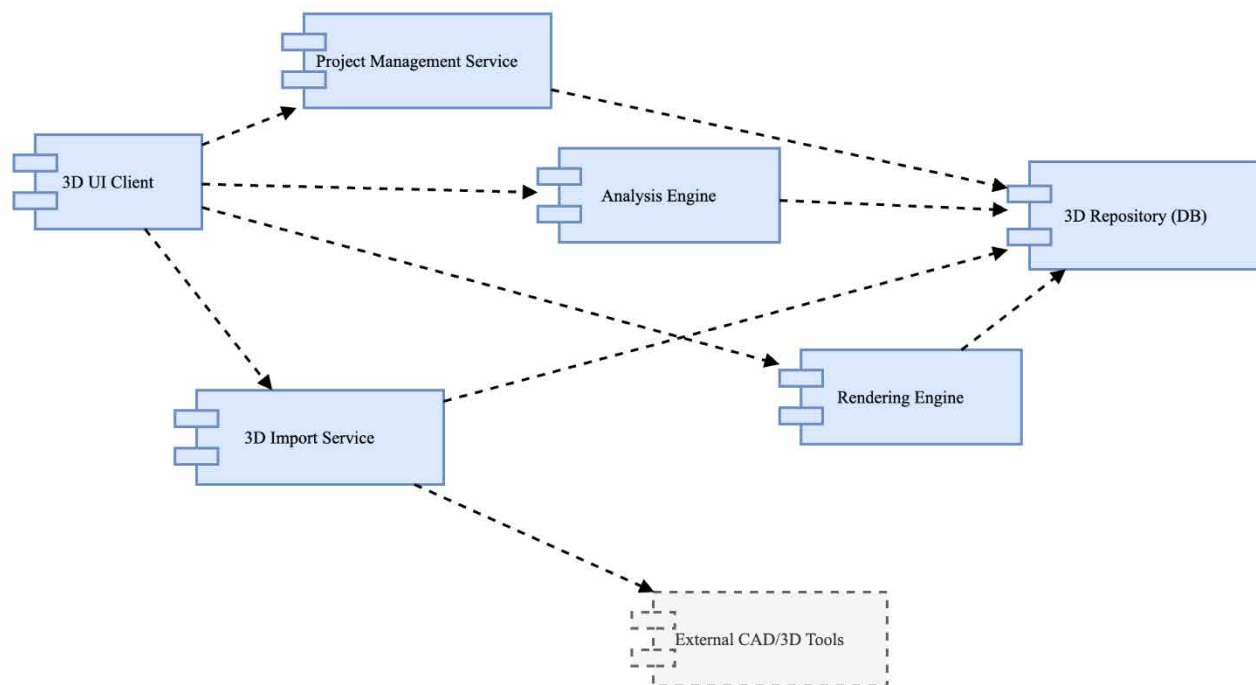 Project Management Service
3D UI Client
Analysis Engine
3D Repository (DB)
Rendering Engine
3D Import Service
External CAD/3D Tools